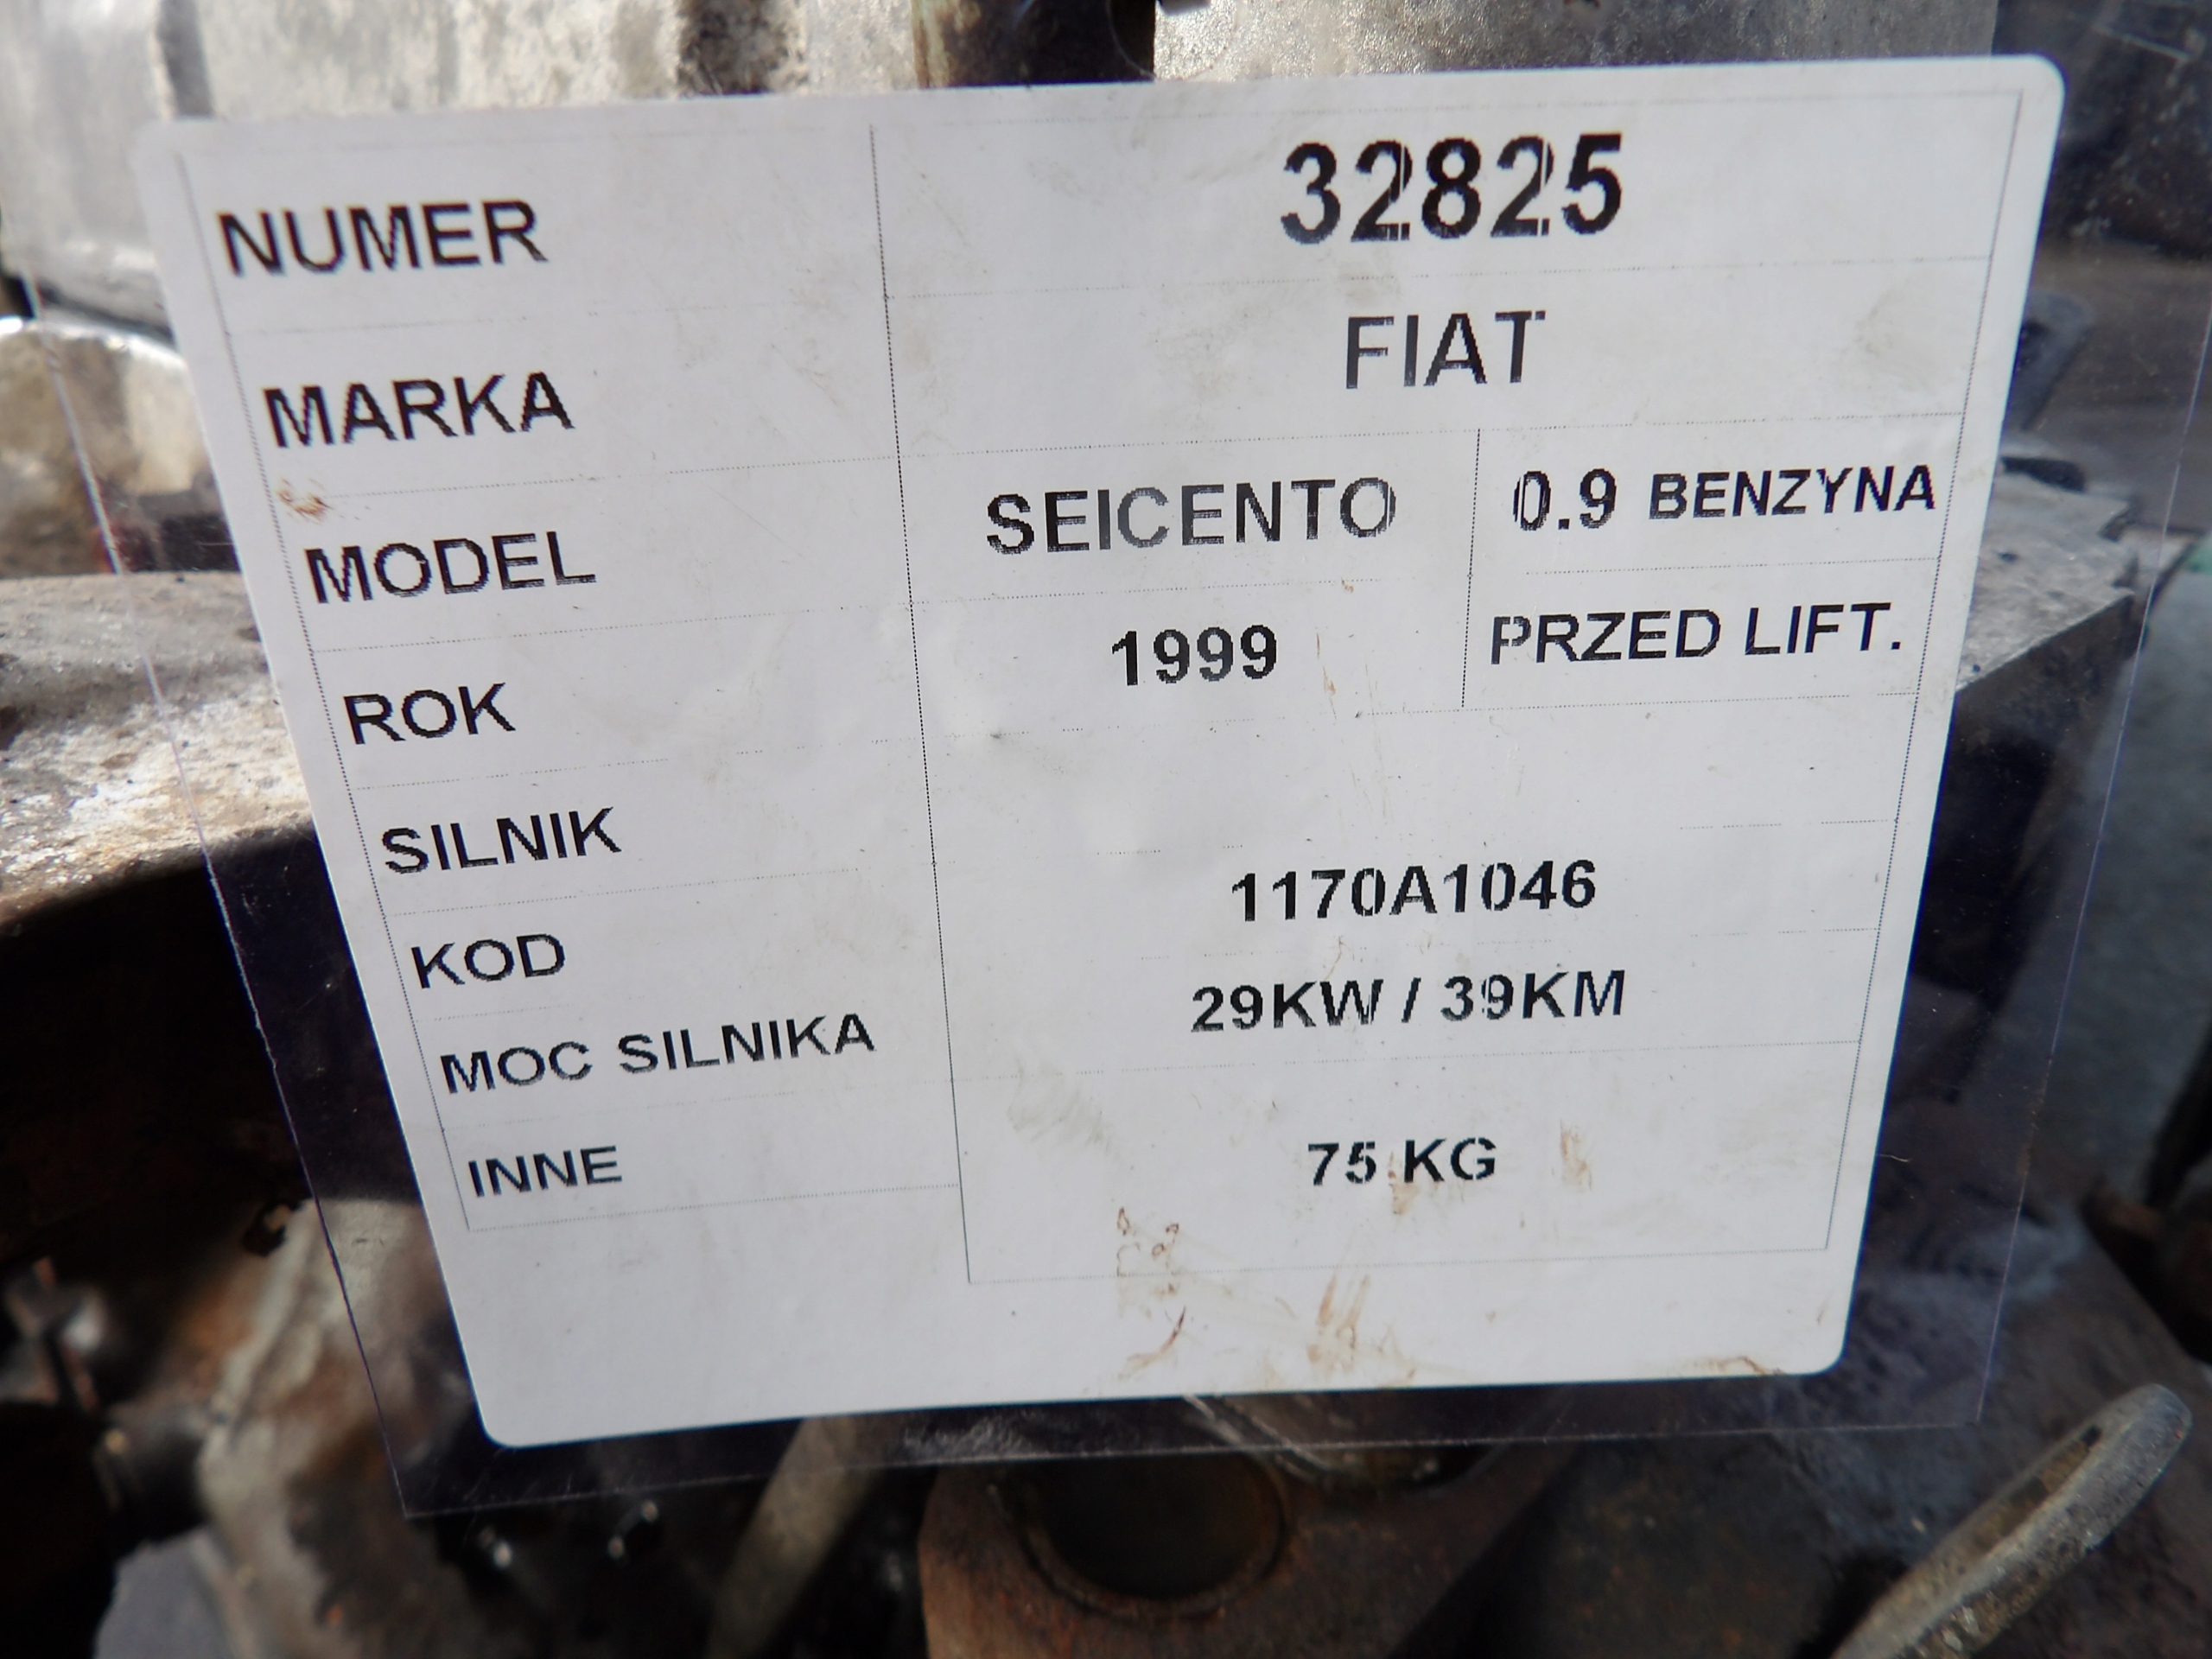 NUMER 32825
MARKA FIAT
MODEL SEICENTO 0.9 BENZYNA
ROK 1999 PRZED LIFT.
SILNIK
KOD 1170A1046
MOC SILNIKA 29KW / 39KM
INNE 75 KG